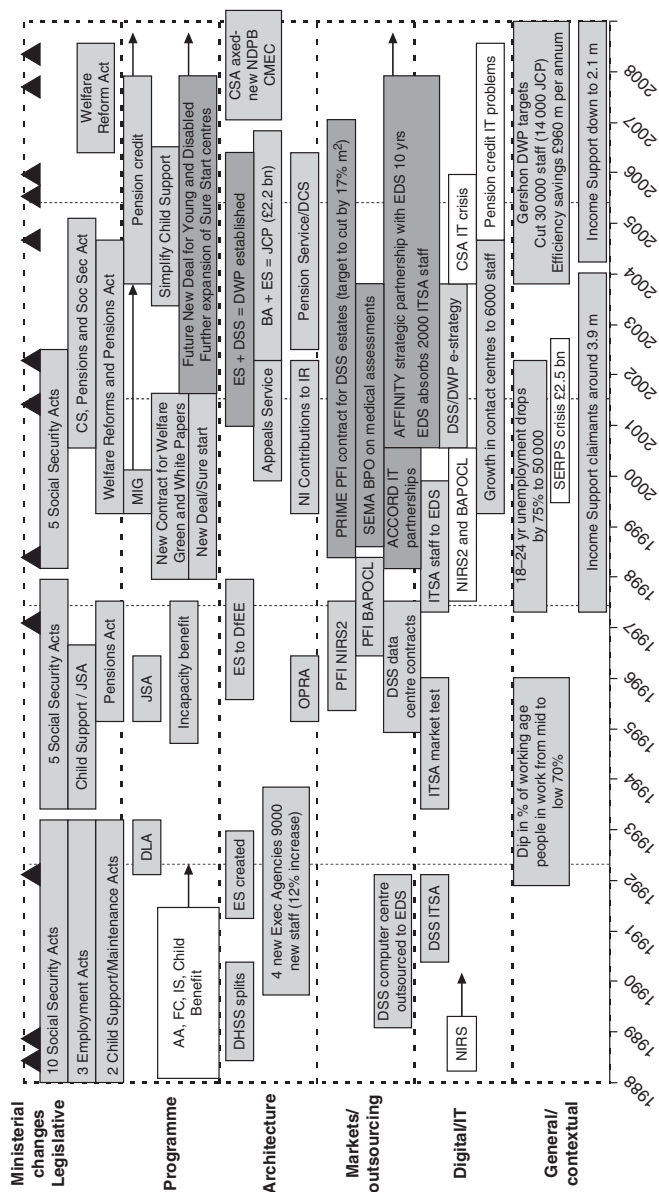 Ministerial
changes
Legislative
10 Social Security Acts
3 Employment Acts
2 Child Support/Maintenance Acts
5 Social Security Acts
Child Support / JSA
Pensions Act
5 Social Security Acts
CS, Pensions and Soc Sec Act
Welfare Reforms and Pensions Act
Welfare
Reform Act
Programme
AA, FC, IS, Child
Benefit
DLA
JSA
Incapacity benefit
MIG
New Contract for Welfare
Green and White Papers
New Deal/Sure start
Pension credit
Simplify Child Support
Future New Deal for Young and Disabled
Further expansion of Sure Start centres
Architecture
DHSS splits
ES created
4 new Exec Agencies 9000
new staff (12% increase)
ES to DfEE
OPRA
ES + DSS = DWP established
Appeals Service
BA + ES = JCP (£2.2 bn)
NI Contributions to IR
Pension Service/DCS
CSA axed-
new NDPB
CMEC
Markets/
outsourcing
DSS computer centre
outsourced to EDS
PFI NIRS2
PFI BAPOCL
DSS data
centre contracts
PRIME PFI contract for DSS estates (target to cut by 17% m²)
SEMA BPO on medical assessments
ACCORD IT
partnerships
AFFINITY strategic partnership with EDS 10 yrs
EDS absorbs 2000 ITSA staff
Digital/IT
NIRS
DSS ITSA
ITSA market test
ITSA staff to EDS
NIRS2 and BAPOCL
DSS/DWP e-strategy
CSA IT crisis
Growth in contact centres to 6000 staff
Pension credit IT problems
General/
contextual
Dip in % of working age
people in work from mid to
low 70%
18–24 yr unemployment drops
by 75% to 50 000
SERPS crisis £2.5 bn
Income Support claimants around 3.9 m
Gershon DWP targets
Cut 30 000 staff (14 000 JCP)
Efficiency savings £960 m per annum
Income Support down to 2.1 m
1988
1989
1990
1991
1992
1993
1994
1995
1996
1997
1998
1999
2000
2001
2002
2003
2004
2005
2006
2007
2008